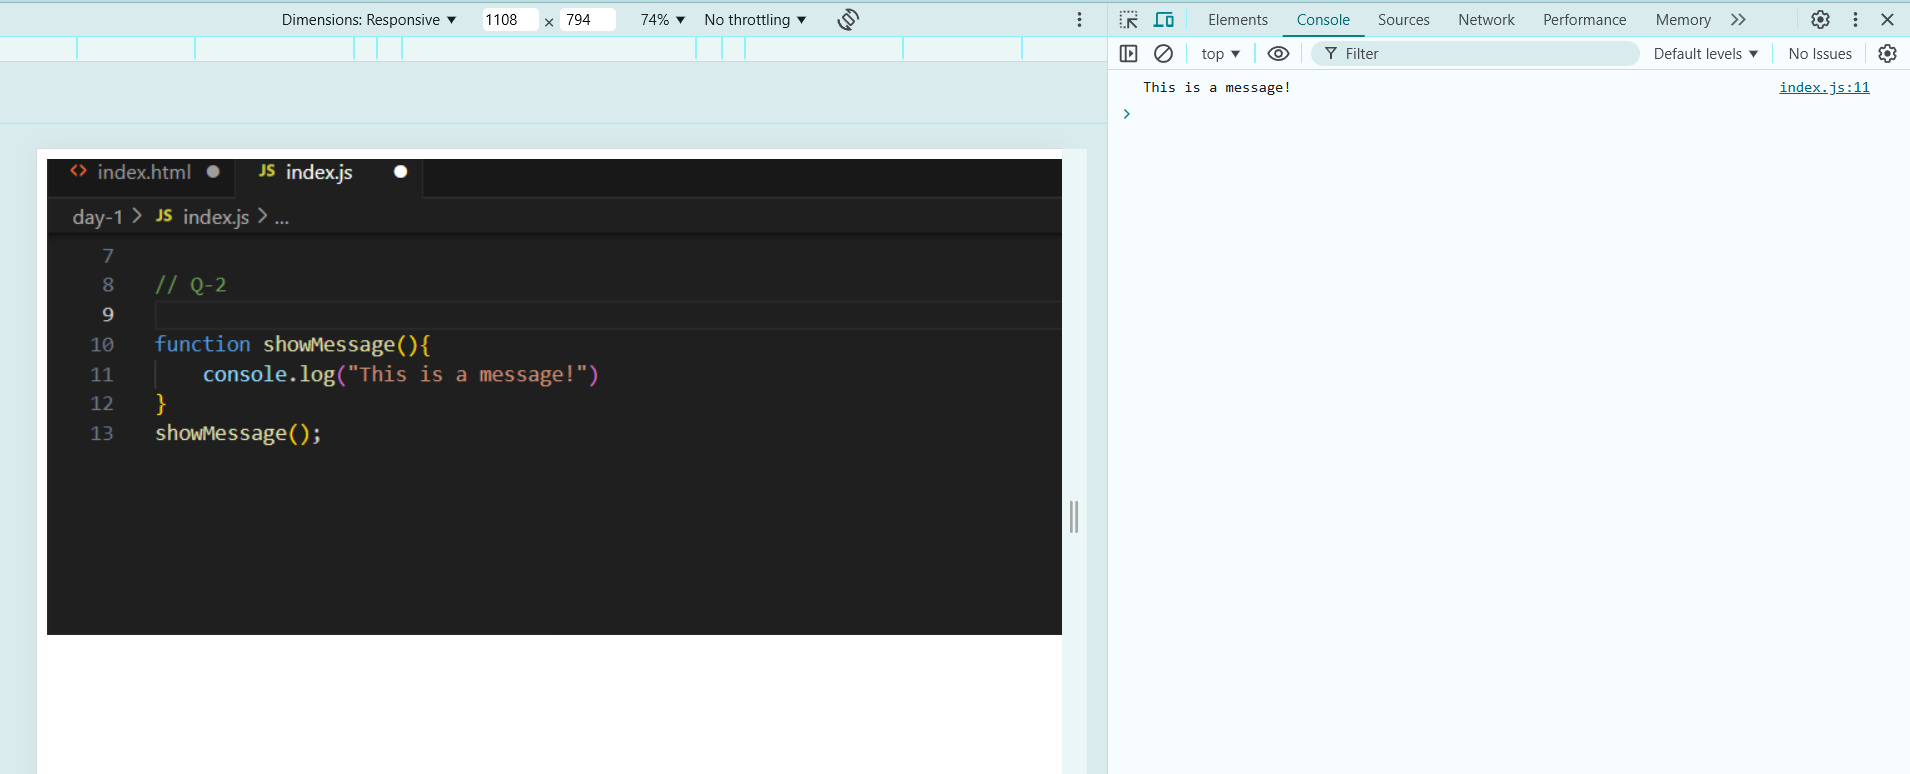 Dimensions: Responsive ▼ 1108 × 794 74% ▼ No throttling ▼
Elements Console Sources Network Performance Memory
top ▼ Filter Default levels ▼ No Issues
This is a message! index.js:11
index.html JS index.js
day-1 > JS index.js > ...
7
8 // Q-2
9
10 function showMessage(){
11 console.log("This is a message!")
12 }
13 showMessage();